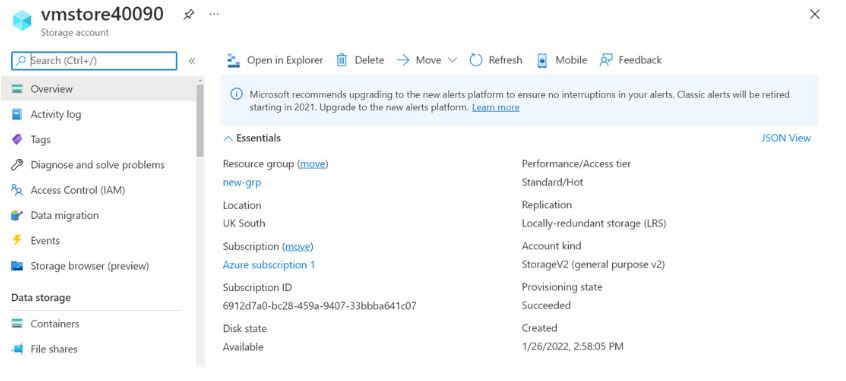 vmstore40090
Storage account
Search (Ctrl+/)
Overview
Activity log
Tags
Diagnose and solve problems
Access Control (IAM)
Data migration
Events
Storage browser (preview)
Data storage
Containers
File shares
Open in Explorer Delete Move Refresh Mobile Feedback
Microsoft recommends upgrading to the new alerts platform to ensure no interruptions in your alerts. Classic alerts will be retired
starting in 2021. Upgrade to the new alerts platform. Learn more
Essentials JSON View
Resource group (move)
new-grp
Location
UK South
Subscription (move)
Azure subscription 1
Subscription ID
6912d7a0-bc28-459a-9407-33bbba641c07
Disk state
Available
Performance/Access tier
Standard/Hot
Replication
Locally-redundant storage (LRS)
Account kind
StorageV2 (general purpose v2)
Provisioning state
Succeeded
Created
1/26/2022, 2:58:05 PM